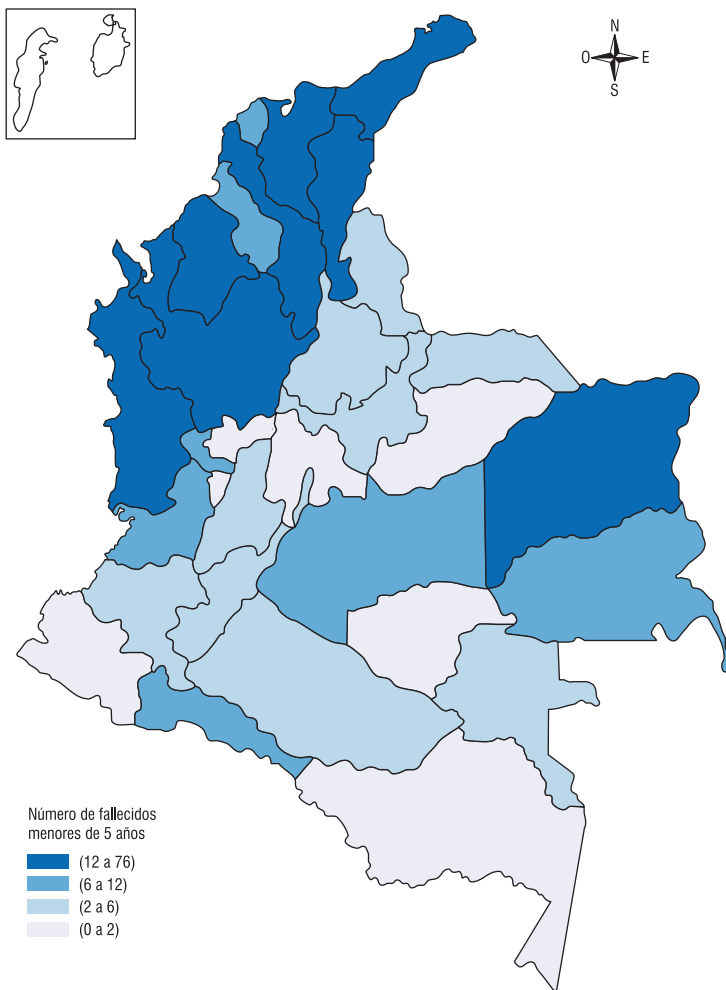 N
O E
S
Número de fallecidos
menores de 5 años
(12 a 76)
(6 a 12)
(2 a 6)
(0 a 2)